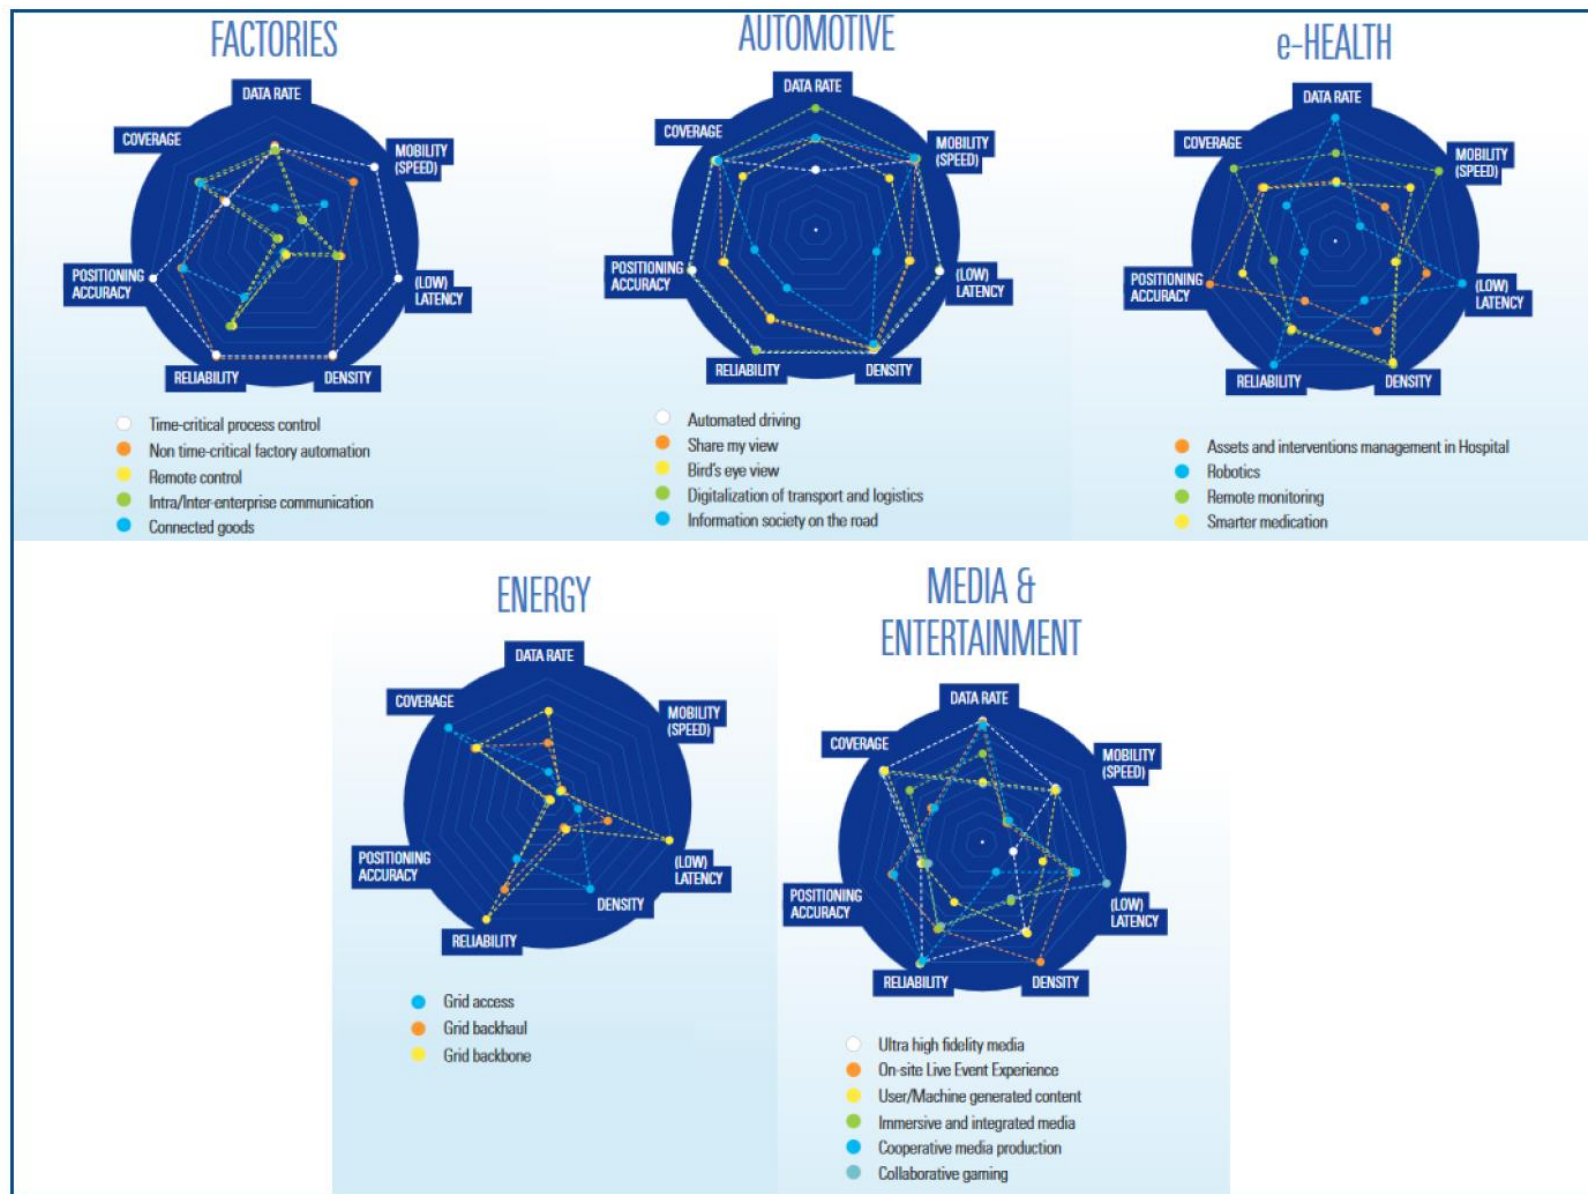 FACTORIES
DATA RATE
COVERAGE
MOBILITY
(SPEED)
POSITIONING
ACCURACY
(LOW)
LATENCY
RELIABILITY
DENSITY
Time-critical process control
Non time-critical factory automation
Remote control
Intra/Inter-enterprise communication
Connected goods
AUTOMOTIVE
DATA RATE
COVERAGE
MOBILITY
(SPEED)
POSITIONING
ACCURACY
(LOW)
LATENCY
RELIABILITY
DENSITY
Automated driving
Share my view
Bird's eye view
Digitalization of transport and logistics
Information society on the road
e-HEALTH
DATA RATE
COVERAGE
MOBILITY
(SPEED)
POSITIONING
ACCURACY
(LOW)
LATENCY
RELIABILITY
DENSITY
Assets and interventions management in Hospital
Robotics
Remote monitoring
Smarter medication
ENERGY
DATA RATE
COVERAGE
MOBILITY
(SPEED)
POSITIONING
ACCURACY
(LOW)
LATENCY
DENSITY
RELIABILITY
Grid access
Grid backhaul
Grid backbone
MEDIA &
ENTERTAINMENT
DATA RATE
COVERAGE
MOBILITY
(SPEED)
POSITIONING
ACCURACY
(LOW)
LATENCY
RELIABILITY
DENSITY
Ultra high fidelity media
On-site Live Event Experience
User/Machine generated content
Immersive and integrated media
Cooperative media production
Collaborative gaming